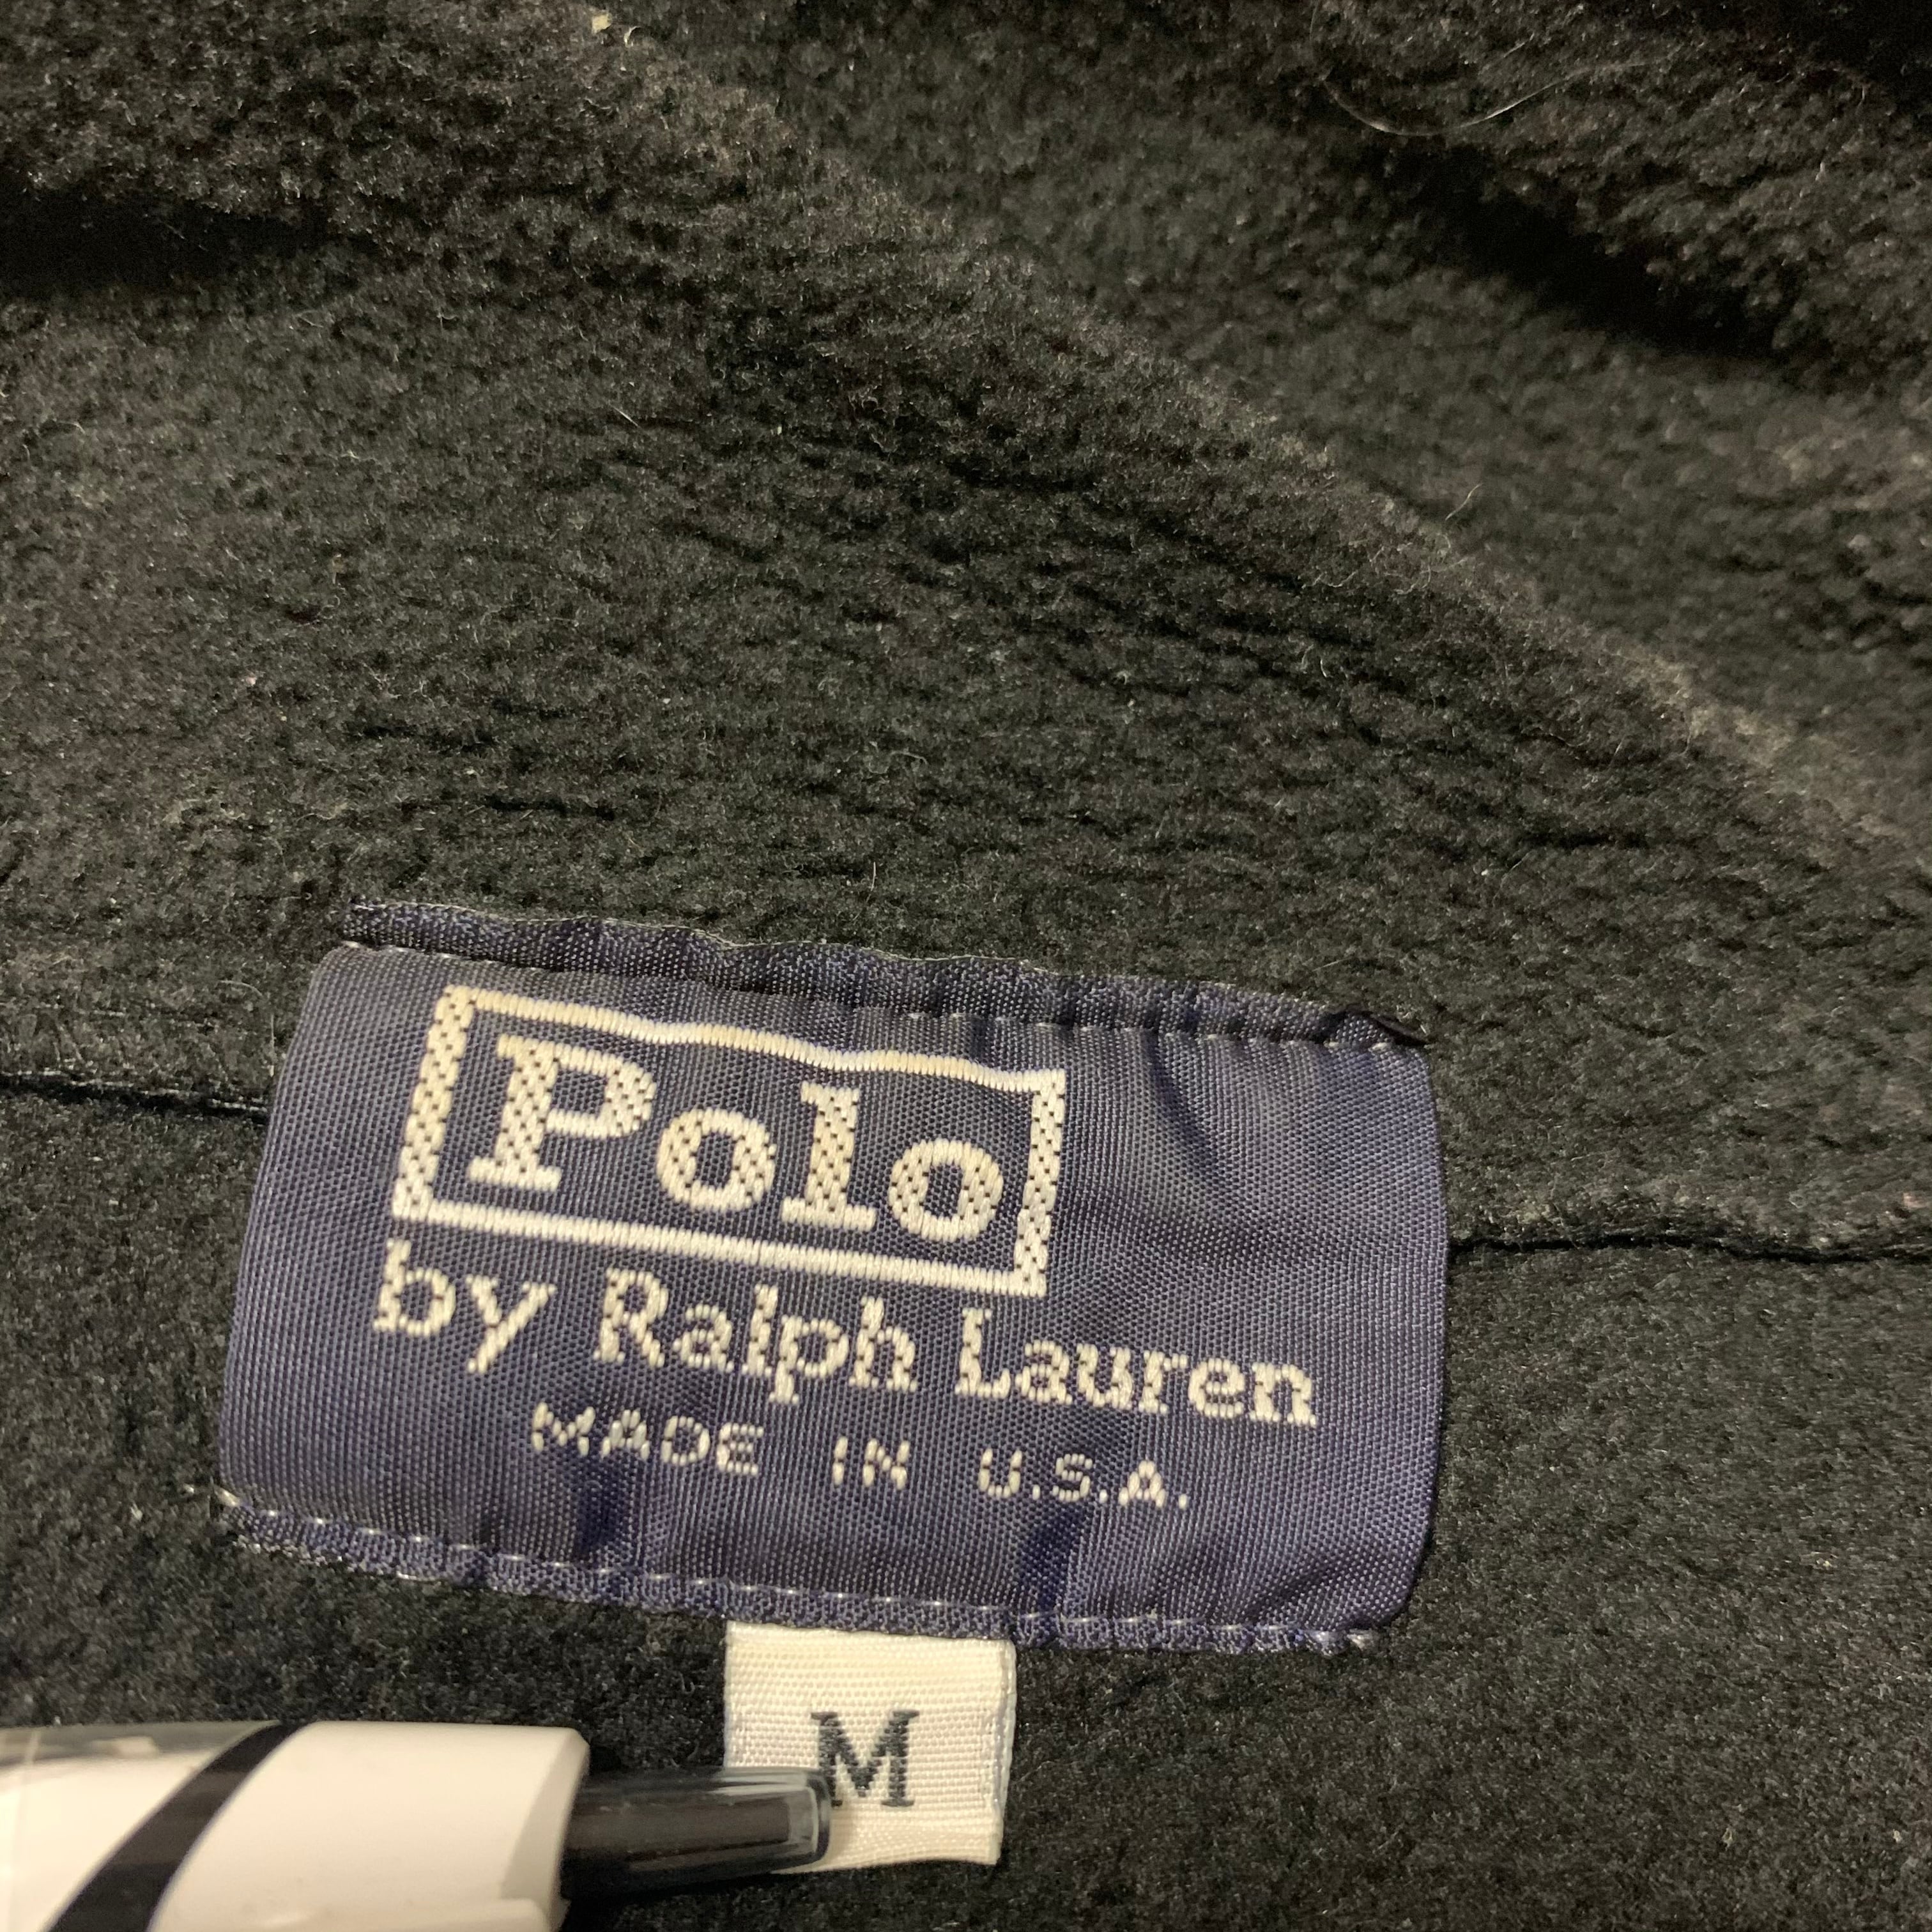 Polo
by Ralph Lauren
MADE IN U.S.A.
M